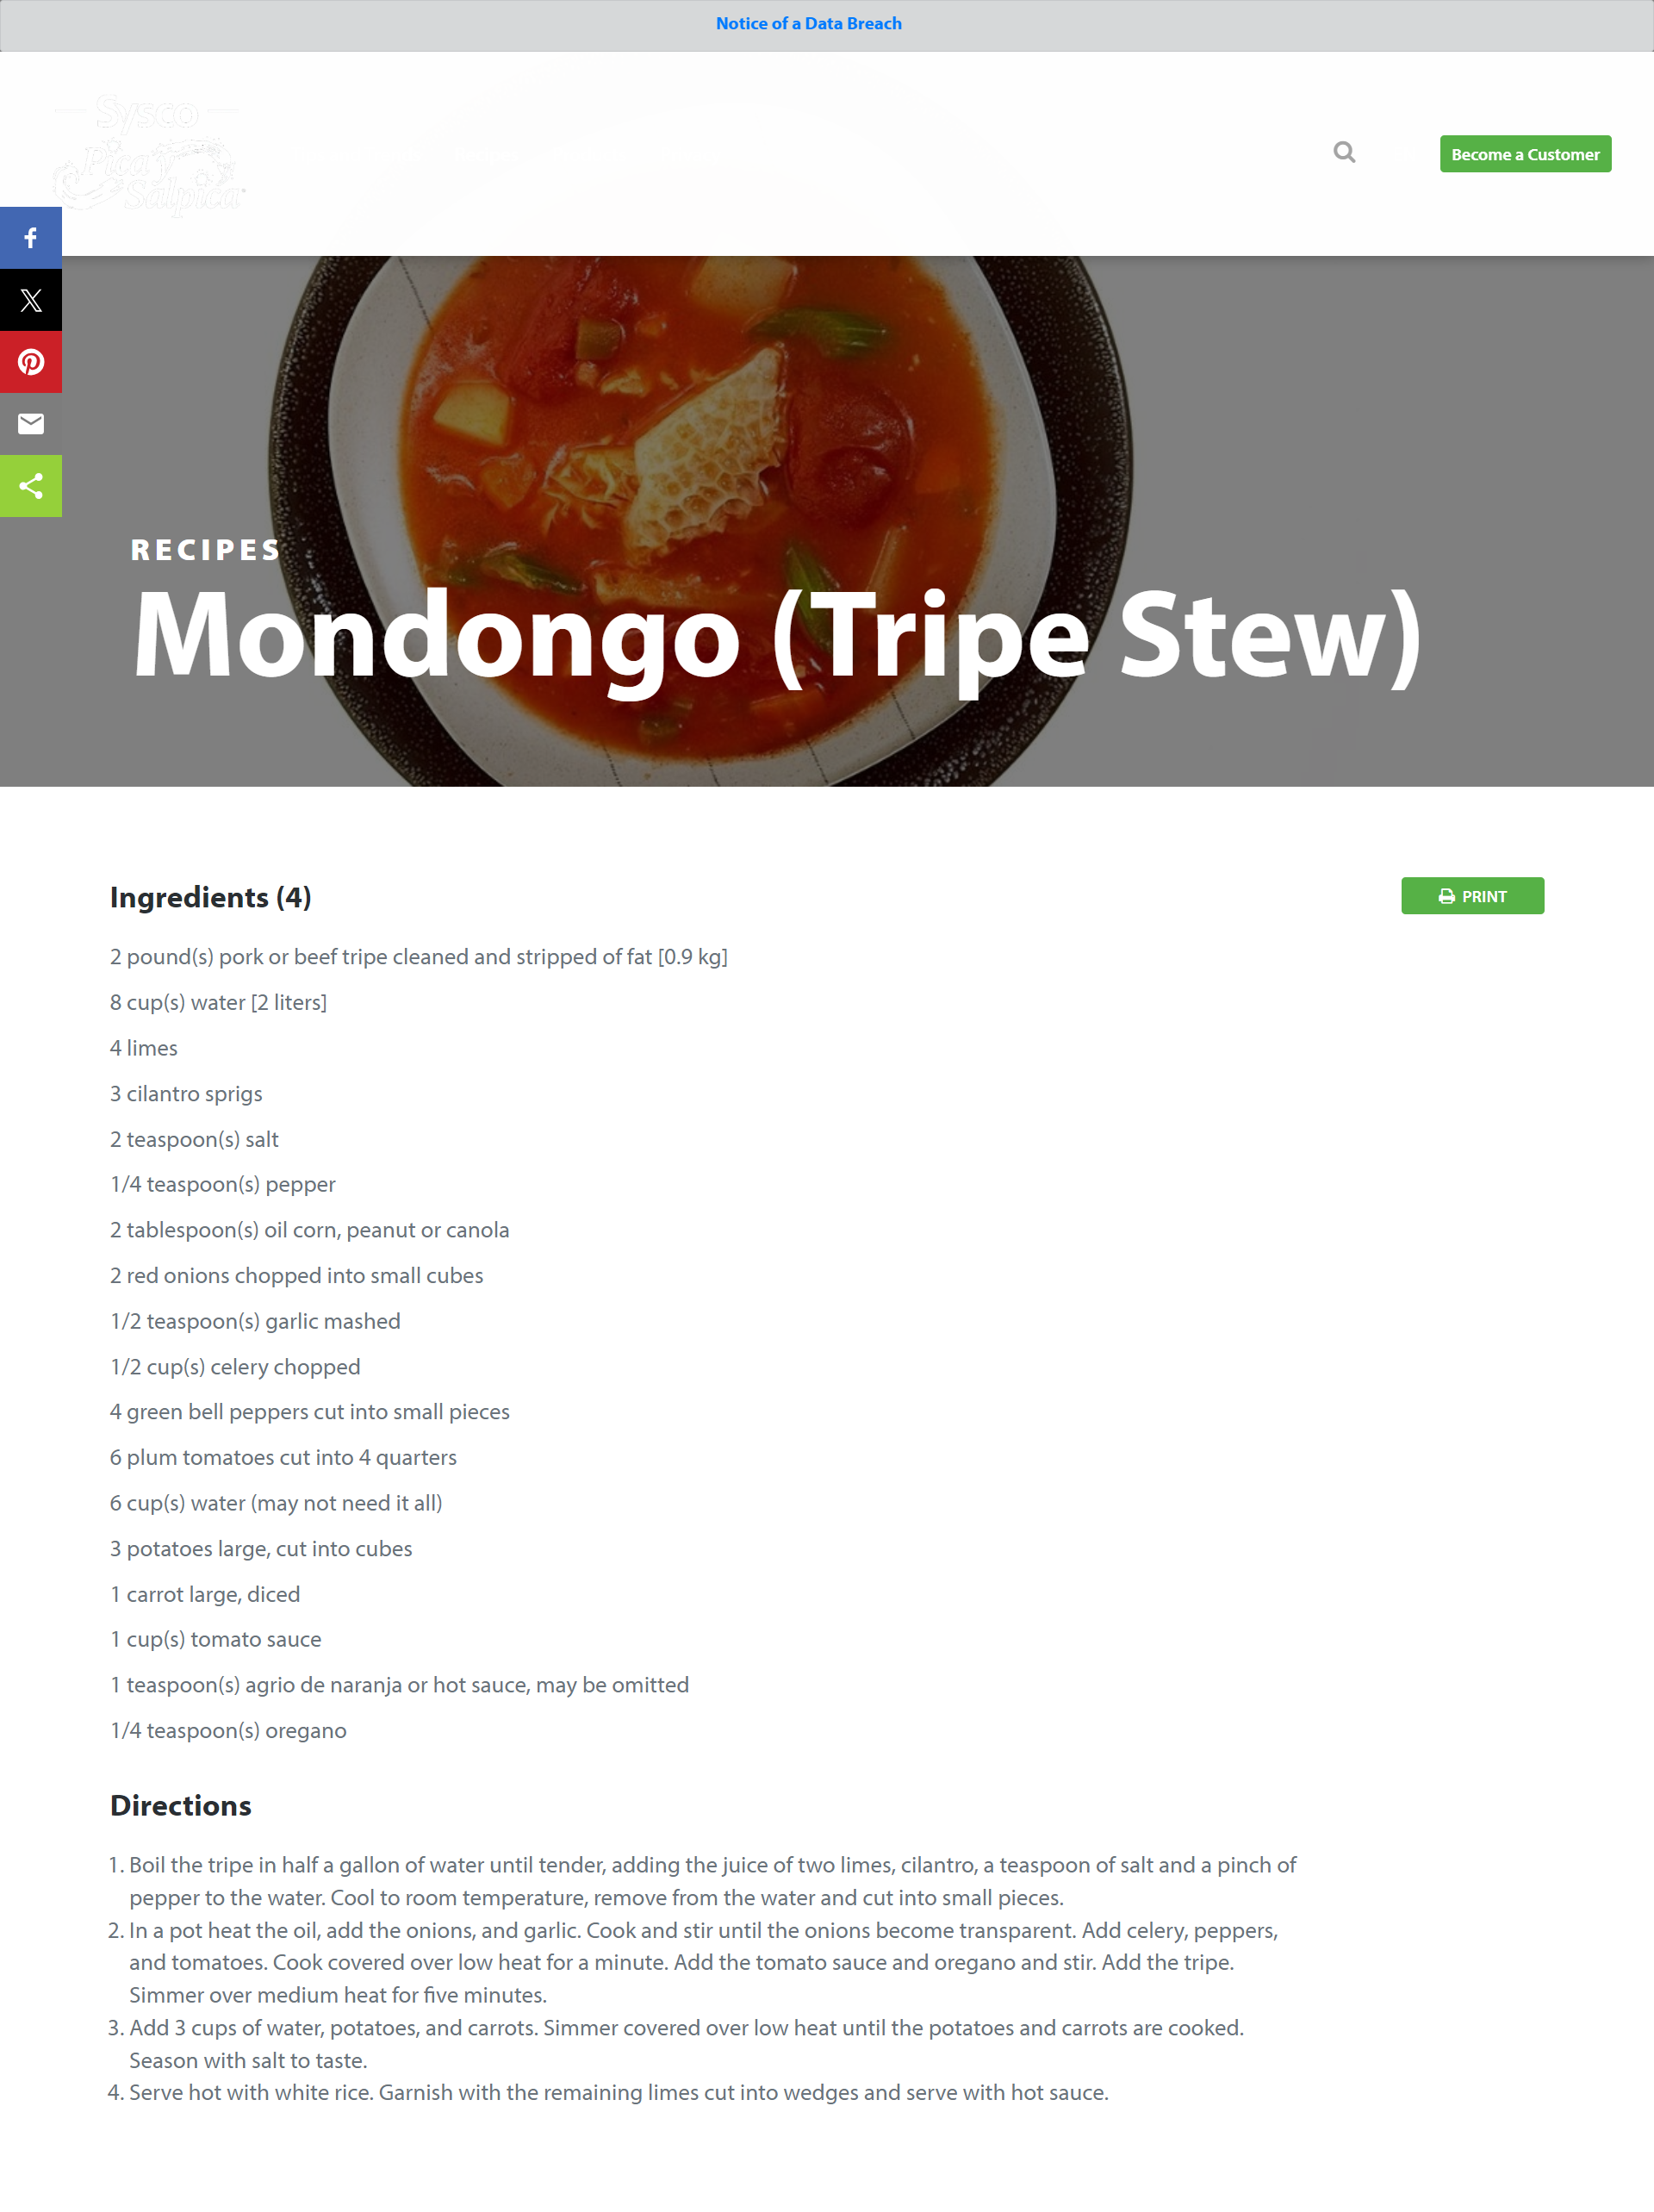 Notice of a Data Breach
Sysco
Pica y
Salpica
Become a Customer
RECIPES
Mondongo (Tripe Stew)
Ingredients (4)
PRINT
2 pound(s) pork or beef tripe cleaned and stripped of fat [0.9 kg]
8 cup(s) water [2 liters]
4 limes
3 cilantro sprigs
2 teaspoon(s) salt
1/4 teaspoon(s) pepper
2 tablespoon(s) oil corn, peanut or canola
2 red onions chopped into small cubes
1/2 teaspoon(s) garlic mashed
1/2 cup(s) celery chopped
4 green bell peppers cut into small pieces
6 plum tomatoes cut into 4 quarters
6 cup(s) water (may not need it all)
3 potatoes large, cut into cubes
1 carrot large, diced
1 cup(s) tomato sauce
1 teaspoon(s) agrio de naranja or hot sauce, may be omitted
1/4 teaspoon(s) oregano
Directions
1. Boil the tripe in half a gallon of water until tender, adding the juice of two limes, cilantro, a teaspoon of salt and a pinch of
pepper to the water. Cool to room temperature, remove from the water and cut into small pieces.
2. In a pot heat the oil, add the onions, and garlic. Cook and stir until the onions become transparent. Add celery, peppers,
and tomatoes. Cook covered over low heat for a minute. Add the tomato sauce and oregano and stir. Add the tripe.
Simmer over medium heat for five minutes.
3. Add 3 cups of water, potatoes, and carrots. Simmer covered over low heat until the potatoes and carrots are cooked.
Season with salt to taste.
4. Serve hot with white rice. Garnish with the remaining limes cut into wedges and serve with hot sauce.